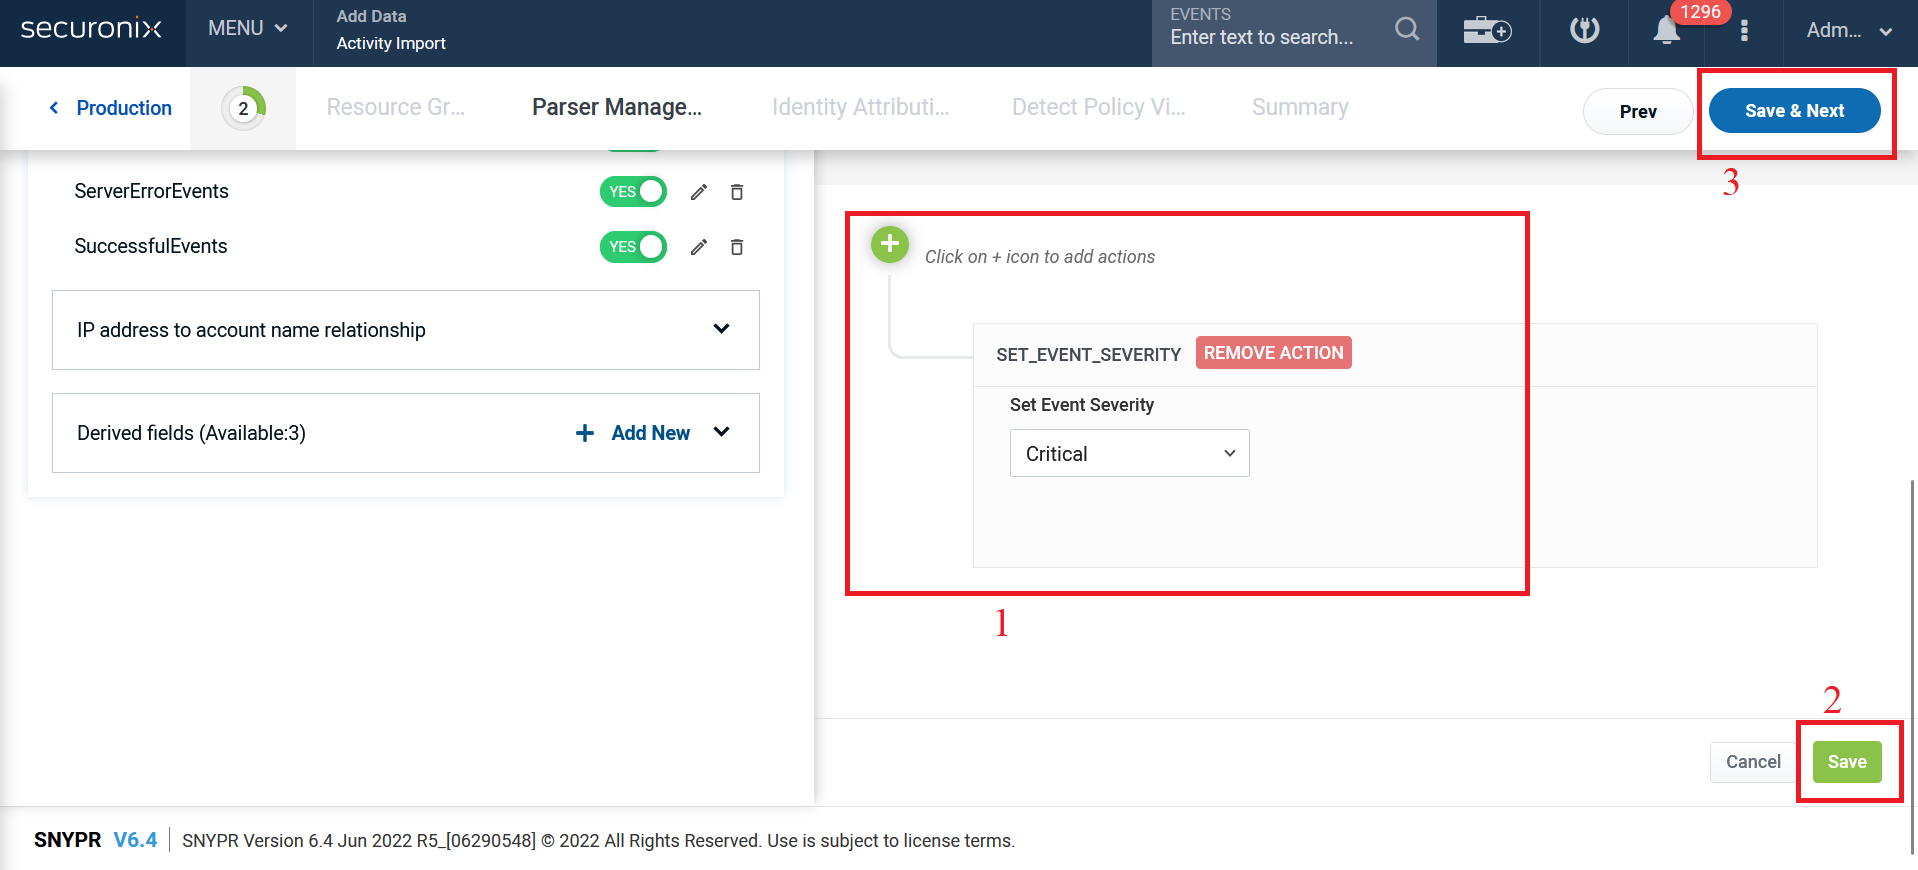 securonix
MENU
Add Data
Activity Import
EVENTS
Enter text to search...
1296
Adm...
Production
2
Resource Gr...
Parser Manage...
Identity Attributi...
Detect Policy Vi...
Summary
Prev
Save & Next
3
ServerErrorEvents
YES
SuccessfulEvents
YES
IP address to account name relationship
Derived fields (Available:3)
Add New
Click on + icon to add actions
SET_EVENT_SEVERITY
REMOVE ACTION
Set Event Severity
Critical
1
2
Cancel
Save
SNYPR V6.4 SNYPR Version 6.4 Jun 2022 R5_[06290548] © 2022 All Rights Reserved. Use is subject to license terms.